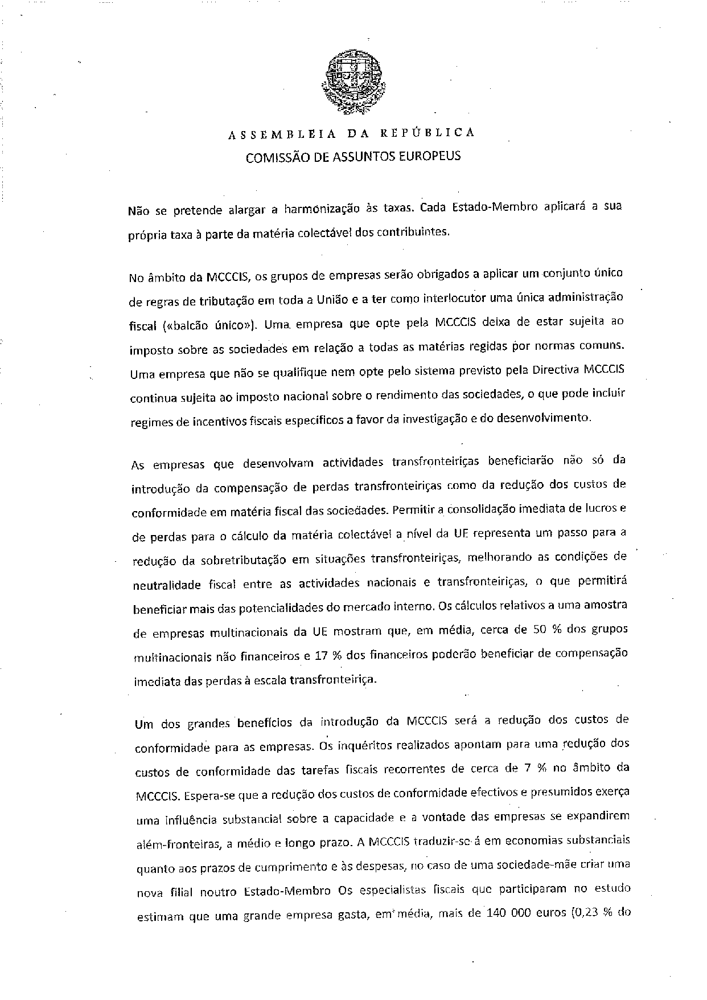 ASSEMBLEIA DA REPÚBLICA
COMISSÃO DE ASSUNTOS EUROPEUS
Não se pretende alargar a harmonização às taxas. Cada Estado-Membro aplicará a sua
própria taxa à parte da matéria colectável dos contribuintes.
No âmbito da MCCCIS, os grupos de empresas serão obrigados a aplicar um conjunto único
de regras de tributação em toda a União e a ter como interlocutor uma única administração
fiscal («balcão único»). Uma empresa que opte pela MCCCIS deixa de estar sujeita ao
imposto sobre as sociedades em relação a todas as matérias regidas por normas comuns.
Uma empresa que não se qualifique nem opte pelo sistema previsto pela Directiva MCCCIS
continua sujeita ao imposto nacional sobre o rendimento das sociedades, o que pode incluir
regimes de incentivos fiscais específicos a favor da investigação e do desenvolvimento.
As empresas que desenvolvam actividades transfronteiriças beneficiarão não só da
introdução da compensação de perdas transfronteiriças como da redução dos custos de
conformidade em matéria fiscal das sociedades. Permitir a consolidação imediata de lucros e
de perdas para o cálculo da matéria colectável a nível da UE representa um passo para a
redução da sobretributação em situações transfronteiriças, melhorando as condições de
neutralidade fiscal entre as actividades nacionais e transfronteiriças, o que permitirá
beneficiar mais das potencialidades do mercado interno. Os cálculos relativos a uma amostra
de empresas multinacionais da UE mostram que, em média, cerca de 50 % dos grupos
multinacionais não financeiros e 17 % dos financeiros poderão beneficiar de compensação
imediata das perdas à escala transfronteiriça.
Um dos grandes benefícios da introdução da MCCCIS será a redução dos custos de
conformidade para as empresas. Os inquéritos realizados apontam para uma redução dos
custos de conformidade das tarefas fiscais recorrentes de cerca de 7 % no âmbito da
MCCCIS. Espera-se que a redução dos custos de conformidade efectivos e presumidos exerça
uma influência substancial sobre a capacidade e a vontade das empresas se expandirem
além-fronteiras, a médio e longo prazo. A MCCCIS traduzir-se-á em economias substanciais
quanto aos prazos de cumprimento e às despesas, no caso de uma sociedade-mãe criar uma
nova filial noutro Estado-Membro Os especialistas fiscais que participaram no estudo
estimam que uma grande empresa gasta, em média, mais de 140 000 euros (0,23 % do